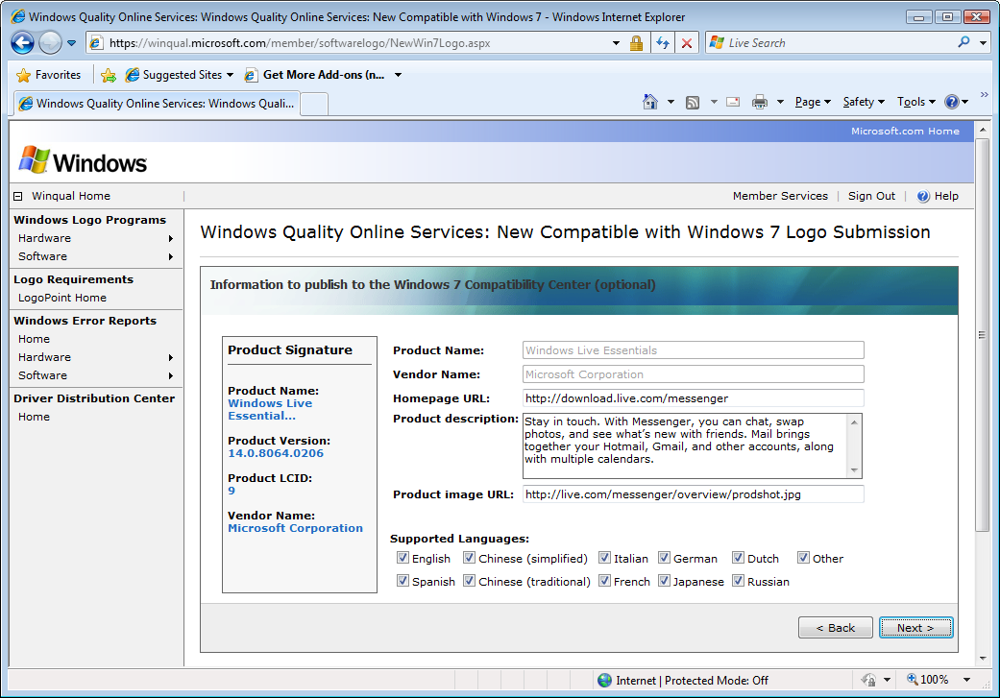 Windows Quality Online Services: Windows Quality Online Services: New Compatible with Windows 7 - Windows Internet Explorer
https://winqual.microsoft.com/member/softwarelogo/NewWin7Logo.aspx
Live Search
Favorites
Suggested Sites
Get More Add-ons (n...
Windows Quality Online Services: Windows Quali...
Page
Safety
Tools
Microsoft.com Home
Windows
Winqual Home
Member Services | Sign Out | Help
Windows Logo Programs
Hardware
Software
Logo Requirements
LogoPoint Home
Windows Error Reports
Home
Hardware
Software
Driver Distribution Center
Home
Windows Quality Online Services: New Compatible with Windows 7 Logo Submission
Information to publish to the Windows 7 Compatibility Center (optional)
Product Signature
Product Name:
Windows Live
Essential...
Product Version:
14.0.8064.0206
Product LCID:
9
Vendor Name:
Microsoft Corporation
Product Name: Windows Live Essentials
Vendor Name: Microsoft Corporation
Homepage URL: http://download.live.com/messenger
Product description: Stay in touch. With Messenger, you can chat, swap
photos, and see what's new with friends. Mail brings
together your Hotmail, Gmail, and other accounts, along
with multiple calendars.
Product image URL: http://live.com/messenger/overview/prodshot.jpg
Supported Languages:
English Chinese (simplified) Italian German Dutch Other
Spanish Chinese (traditional) French Japanese Russian
< Back
Next >
Internet | Protected Mode: Off
100%